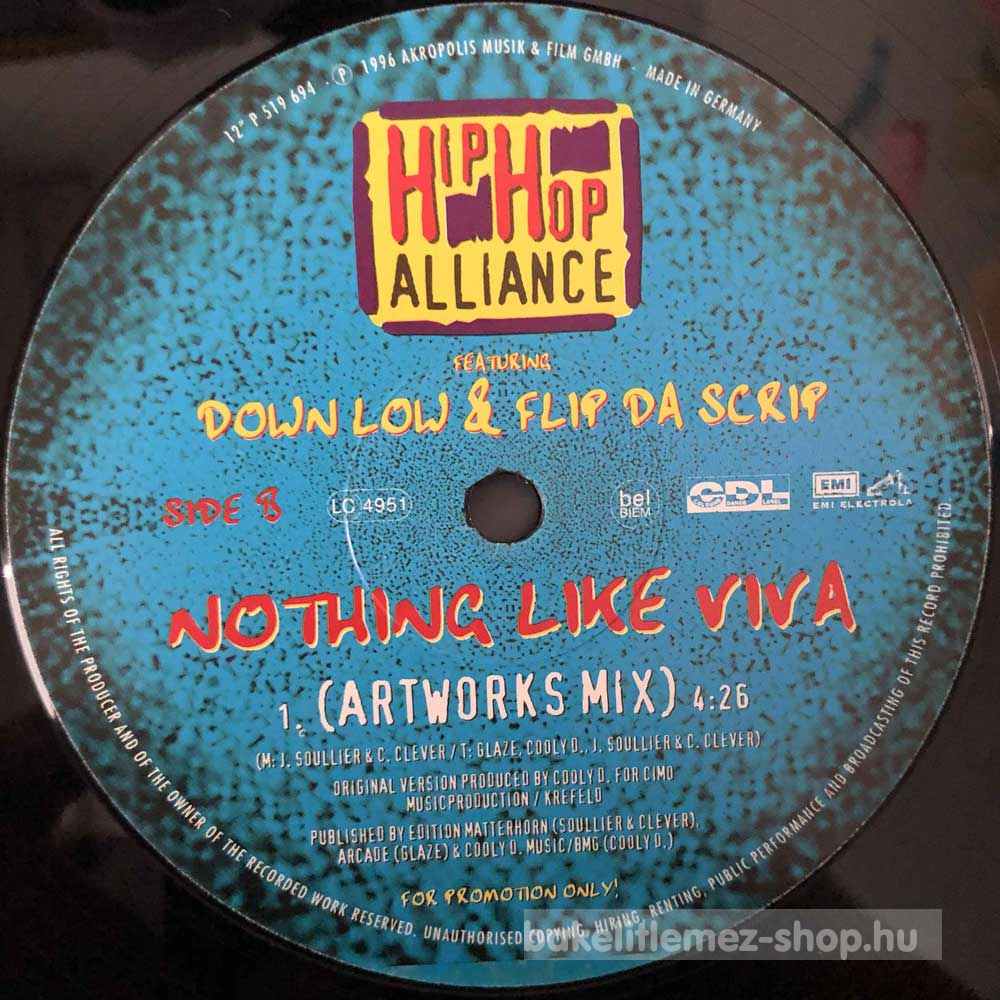 12" P 519 694 - Ⓟ 1996 AKROPOLIS MUSIK & FILM GMBH - MADE IN GERMANY
HIP HOP
ALLIANCE
FEATURING
DOWN LOW & FLIP DA SCRIP
SIDE B
LC 4951
bel
BIEM
CDL
EMI
EMI ELECTROLA
NOTHING LIKE VIVA
1. (ARTWORKS MIX) 4:26
(M: J. SOULLIER & C. CLEVER / T: GLAZE, COOLY D., J. SOULLIER & C. CLEVER)
ORIGINAL VERSION PRODUCED BY COOLY D. FOR CIMO
MUSICPRODUCTION / KREFELD
PUBLISHED BY EDITION MATTERHORN (SOULLIER & CLEVER),
ARCADE (GLAZE) & COOLY D. MUSIC/BMG (COOLY D.)
FOR PROMOTION ONLY!
ALL RIGHTS OF THE PRODUCER AND OF THE OWNER OF THE RECORDED WORK RESERVED. UNAUTHORISED COPYING, HIRING, RENTING, PUBLIC PERFORMANCE AND BROADCASTING OF THIS RECORD PROHIBITED
bakelitlemez-shop.hu